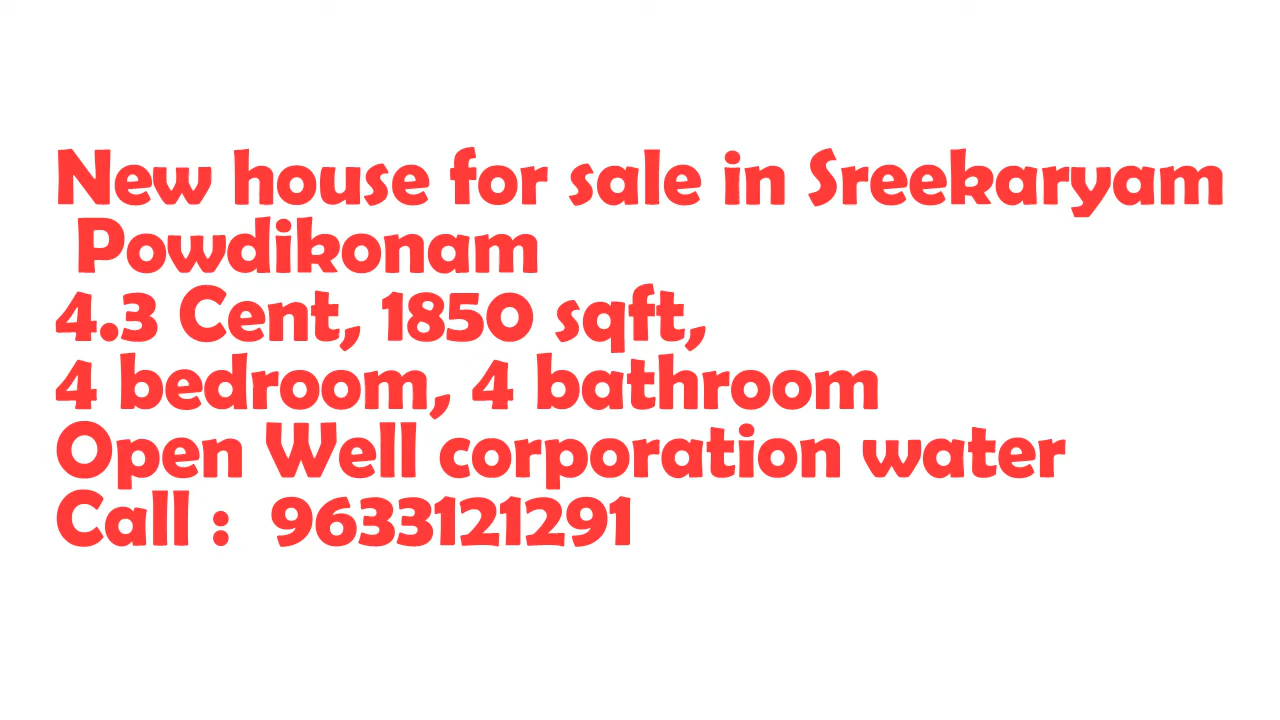 New house for sale in Sreekaryam
Powdikonam
4.3 Cent, 1850 sqft,
4 bedroom, 4 bathroom
Open Well corporation water
Call : 9633121291